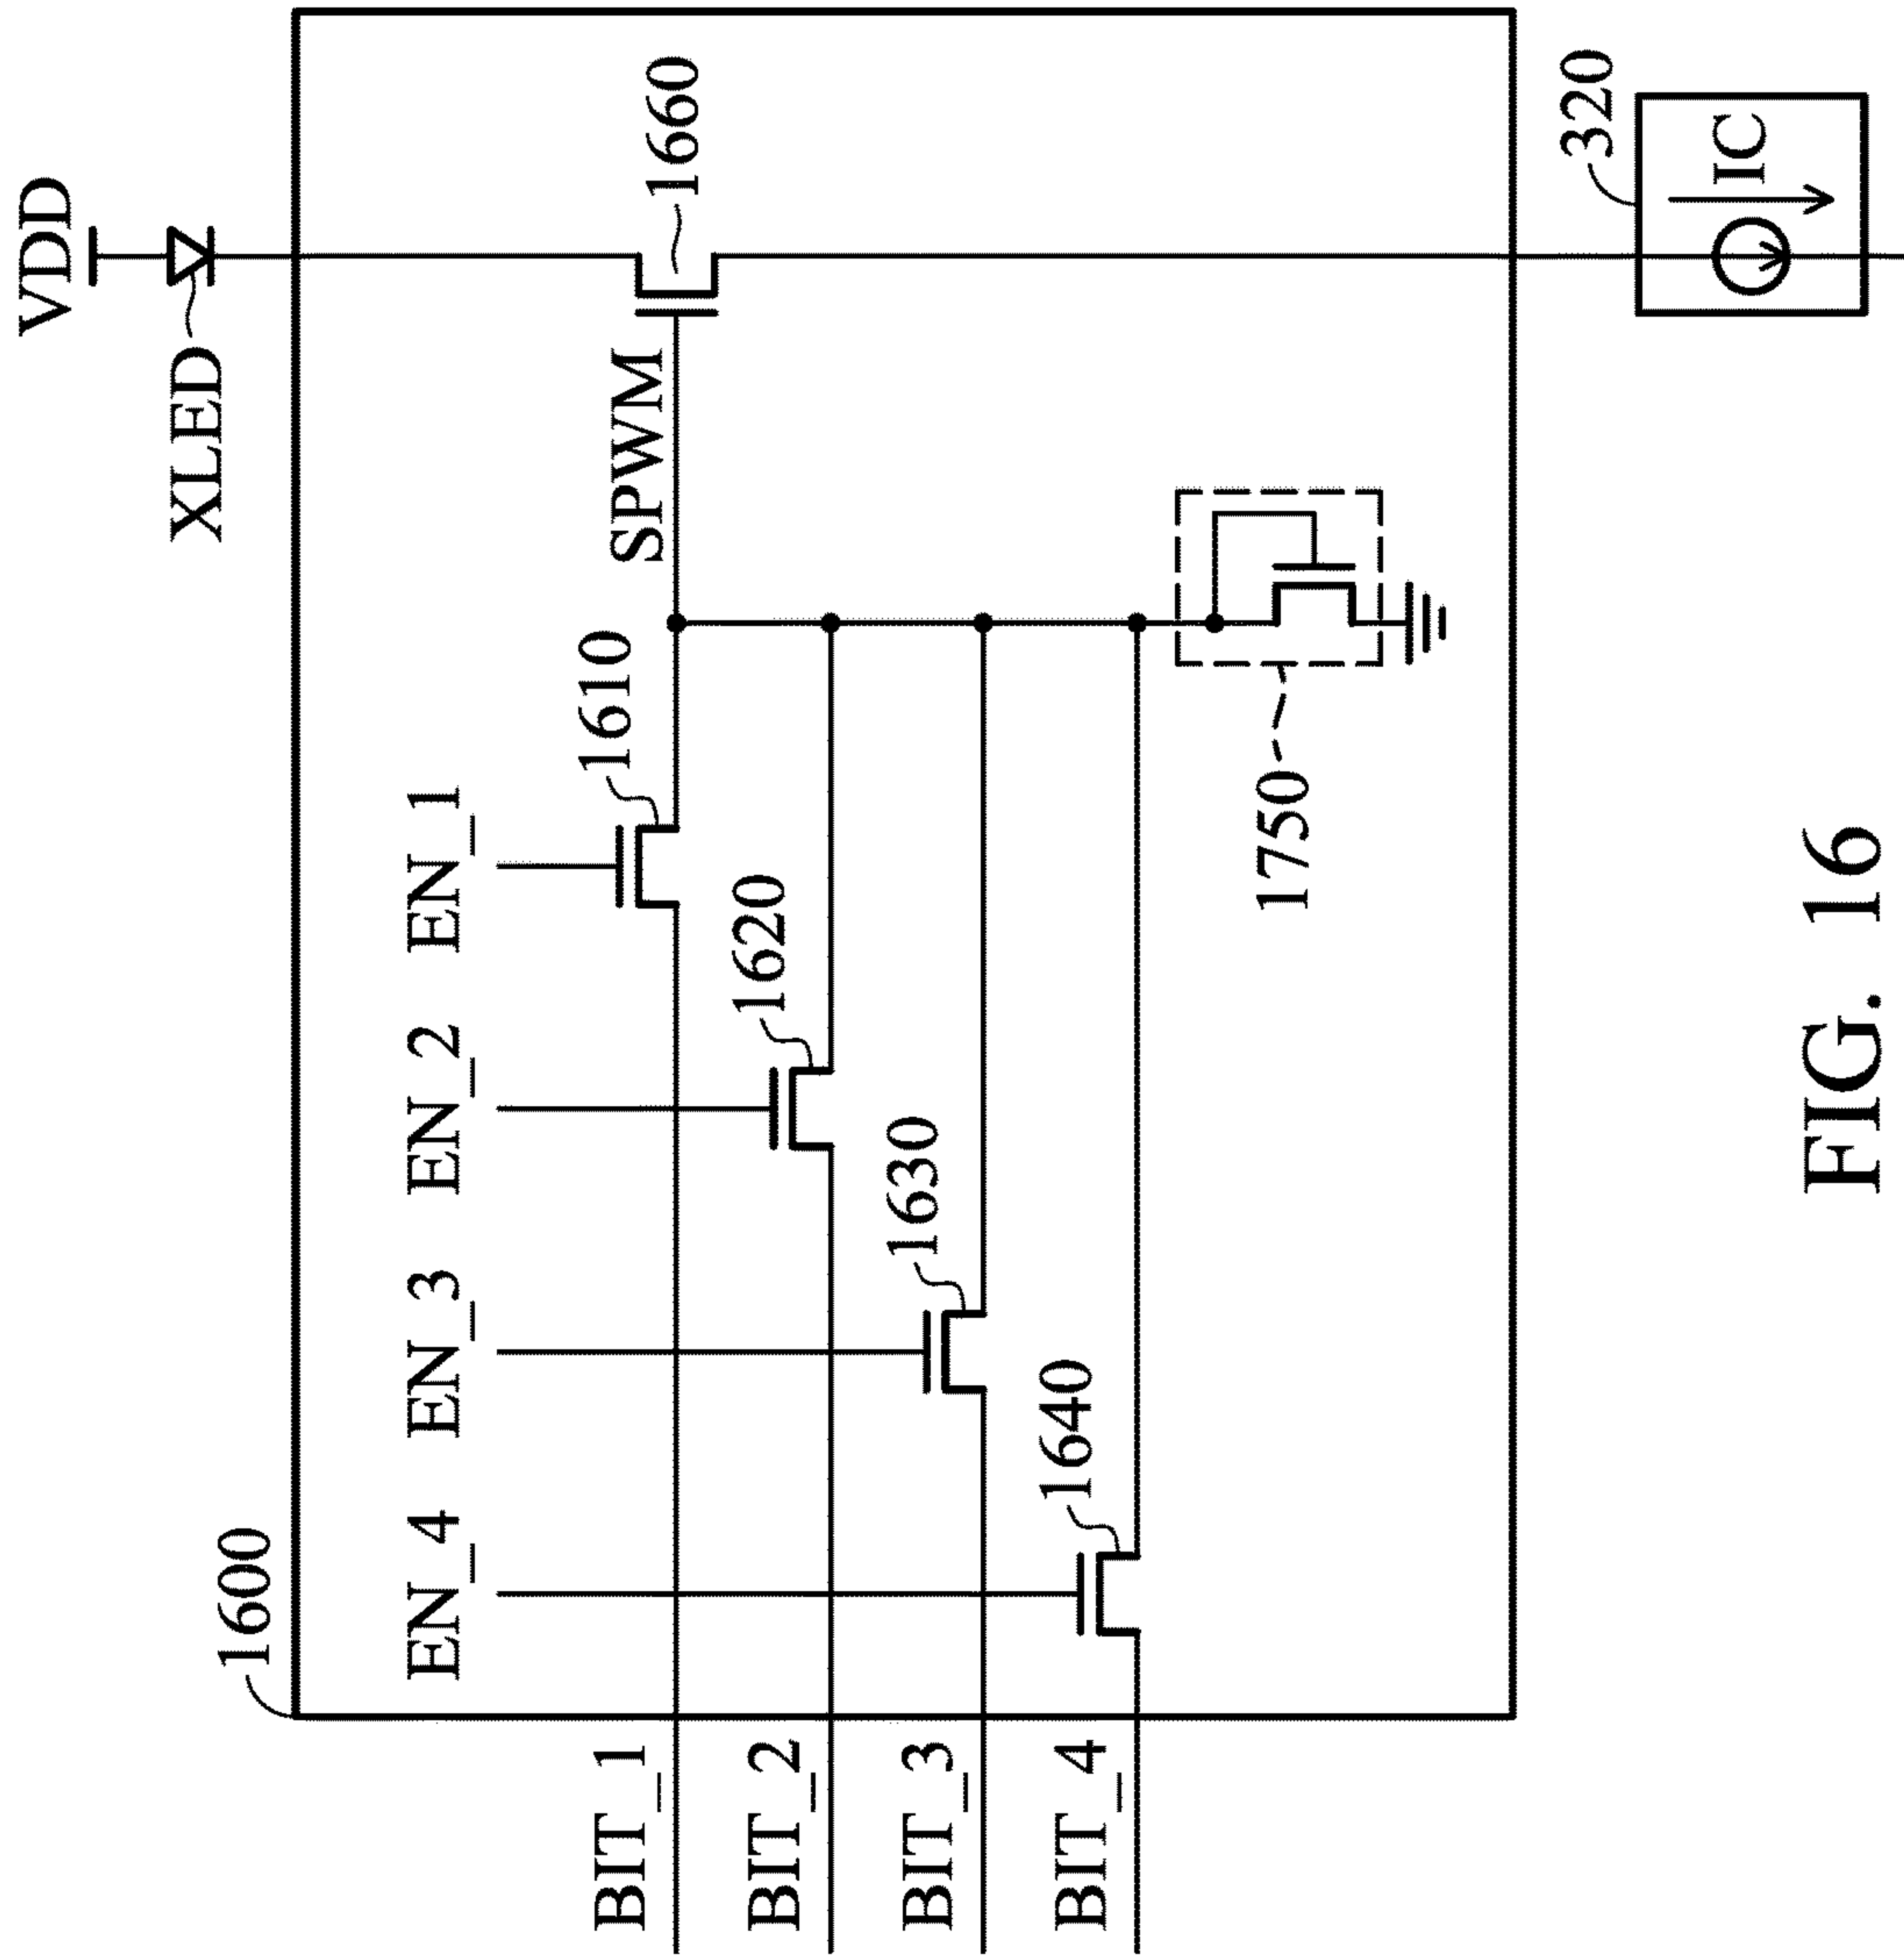 VDD
XLED
1600
EN_4
EN_3
EN_2
EN_1
SPWM
1660
1610
BIT_1
1620
BIT_2
1630
BIT_3
1640
BIT_4
1750
320
IC
FIG. 16